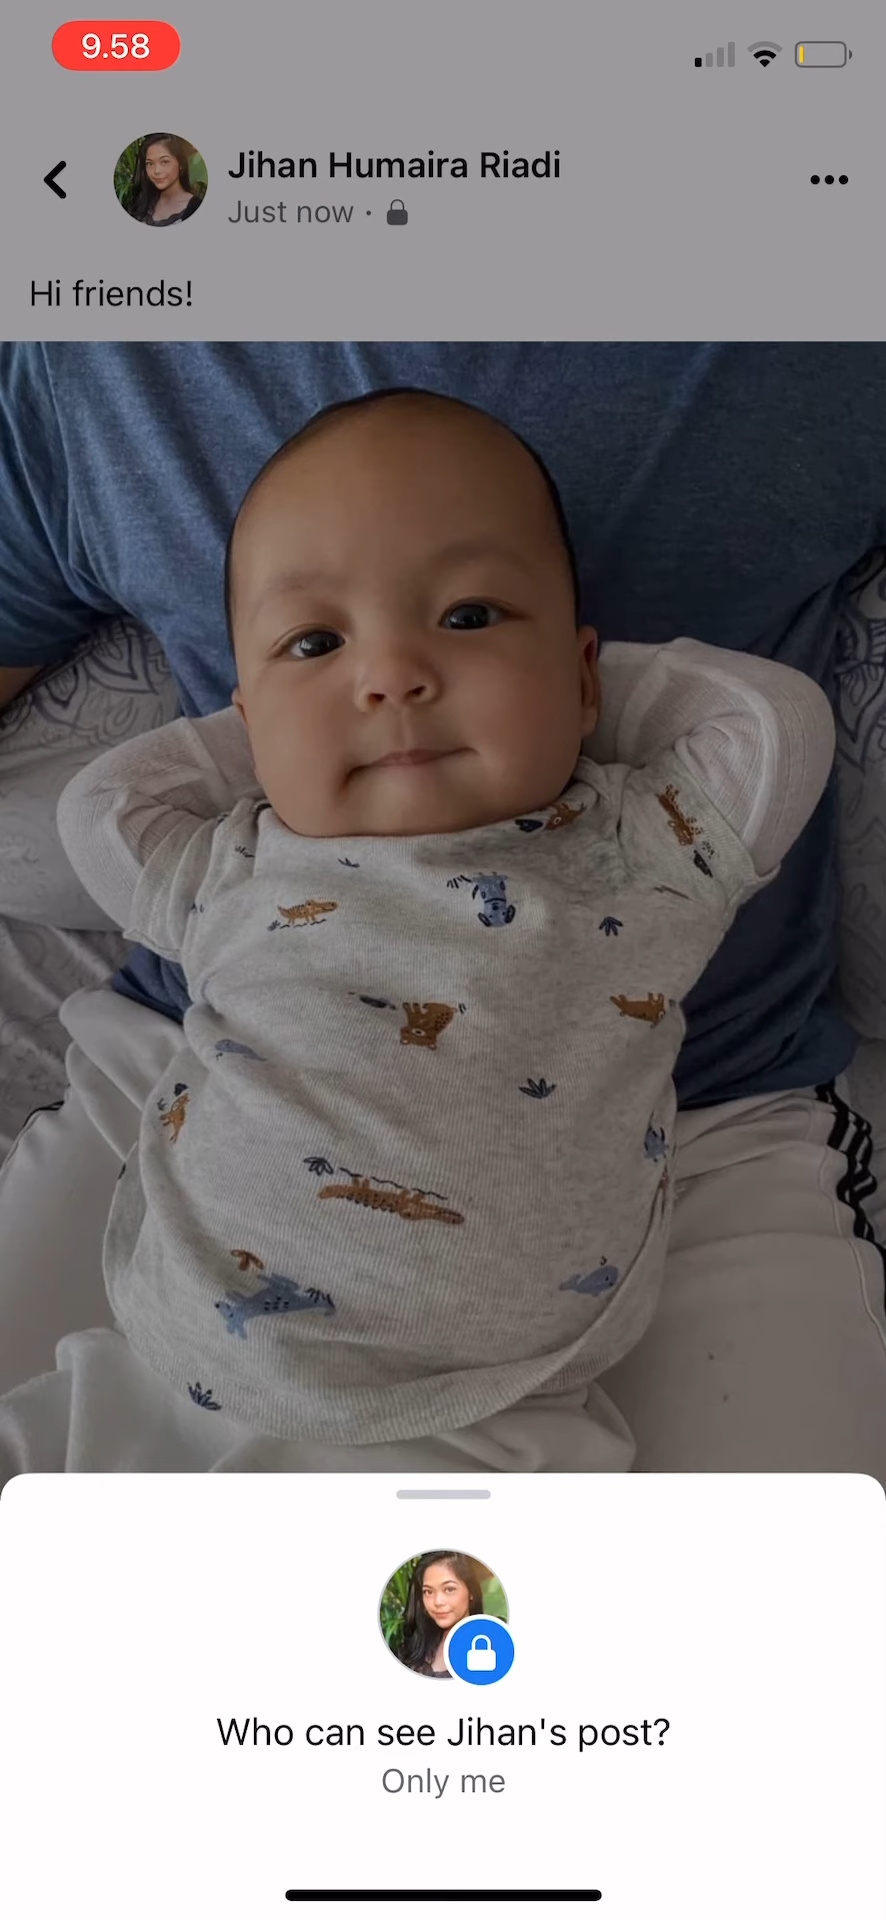 9.58
Jihan Humaira Riadi
Just now ·
Hi friends!
Who can see Jihan's post?
Only me